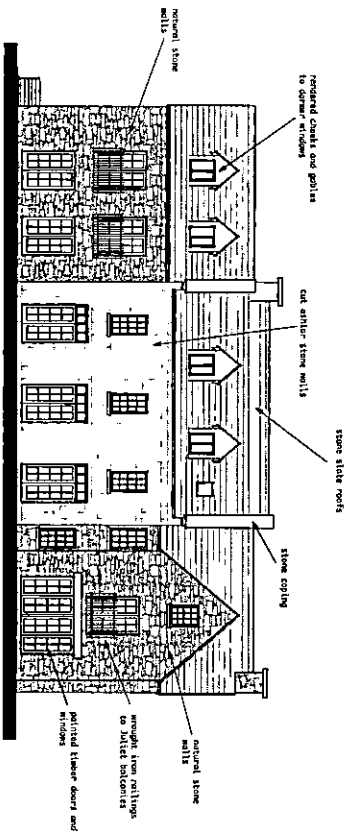 natural stone
walls
rendered cheeks and gables
to dormer windows
cut ashlar stone walls
stone slate roofs
stone coping
natural stone
walls
wrought iron railings
to Juliet balconies
painted timber doors and
windows